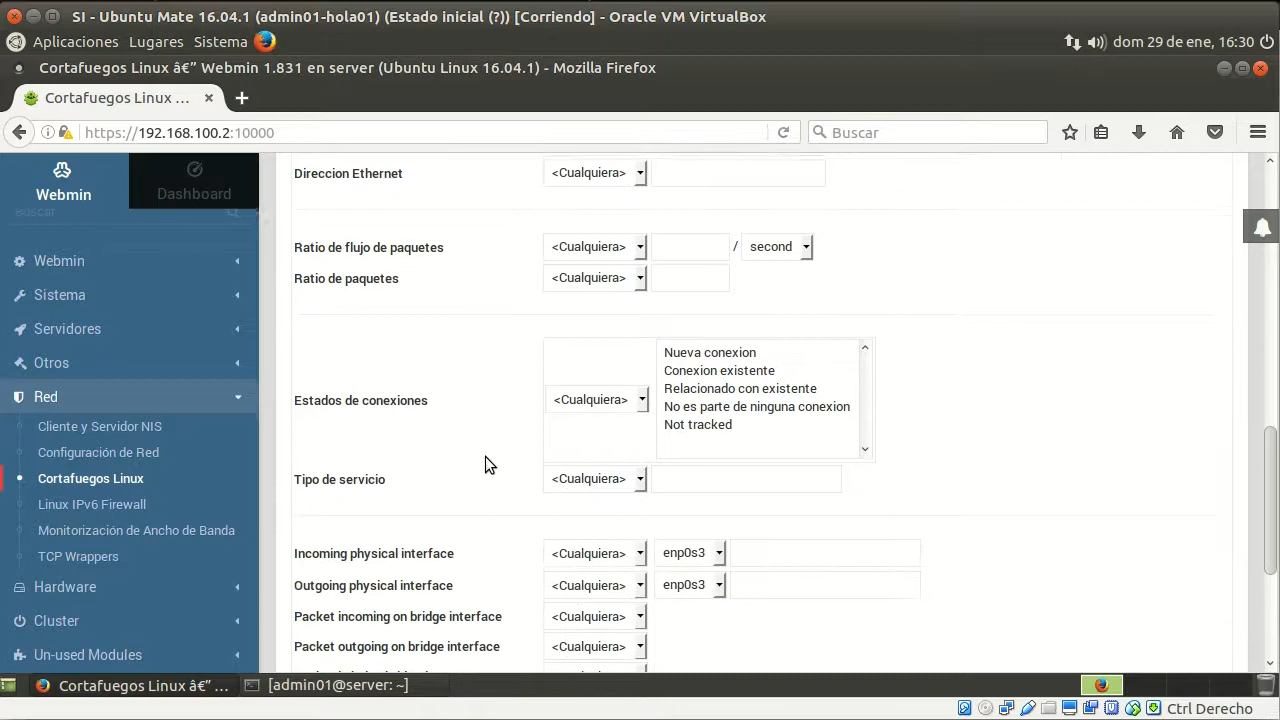 SI - Ubuntu Mate 16.04.1 (admin01-hola01) (Estado inicial (?)) [Corriendo] - Oracle VM VirtualBox
Aplicaciones Lugares Sistema dom 29 de ene, 16:30
Cortafuegos Linux â€” Webmin 1.831 en server (Ubuntu Linux 16.04.1) - Mozilla Firefox
Cortafuegos Linux ...
https://192.168.100.2:10000 Buscar
Webmin Dashboard
Buscar
Webmin
Sistema
Servidores
Otros
Red
Cliente y Servidor NIS
Configuración de Red
Cortafuegos Linux
Linux IPv6 Firewall
Monitorización de Ancho de Banda
TCP Wrappers
Hardware
Cluster
Un-used Modules
Direccion Ethernet <Cualquiera>
Ratio de flujo de paquetes <Cualquiera> / second
Ratio de paquetes <Cualquiera>
Estados de conexiones <Cualquiera>
Nueva conexion
Conexion existente
Relacionado con existente
No es parte de ninguna conexion
Not tracked
Tipo de servicio <Cualquiera>
Incoming physical interface <Cualquiera> enp0s3
Outgoing physical interface <Cualquiera> enp0s3
Packet incoming on bridge interface <Cualquiera>
Packet outgoing on bridge interface <Cualquiera>
Cortafuegos Linux â€” ... [admin01@server: ~]
Ctrl Derecho